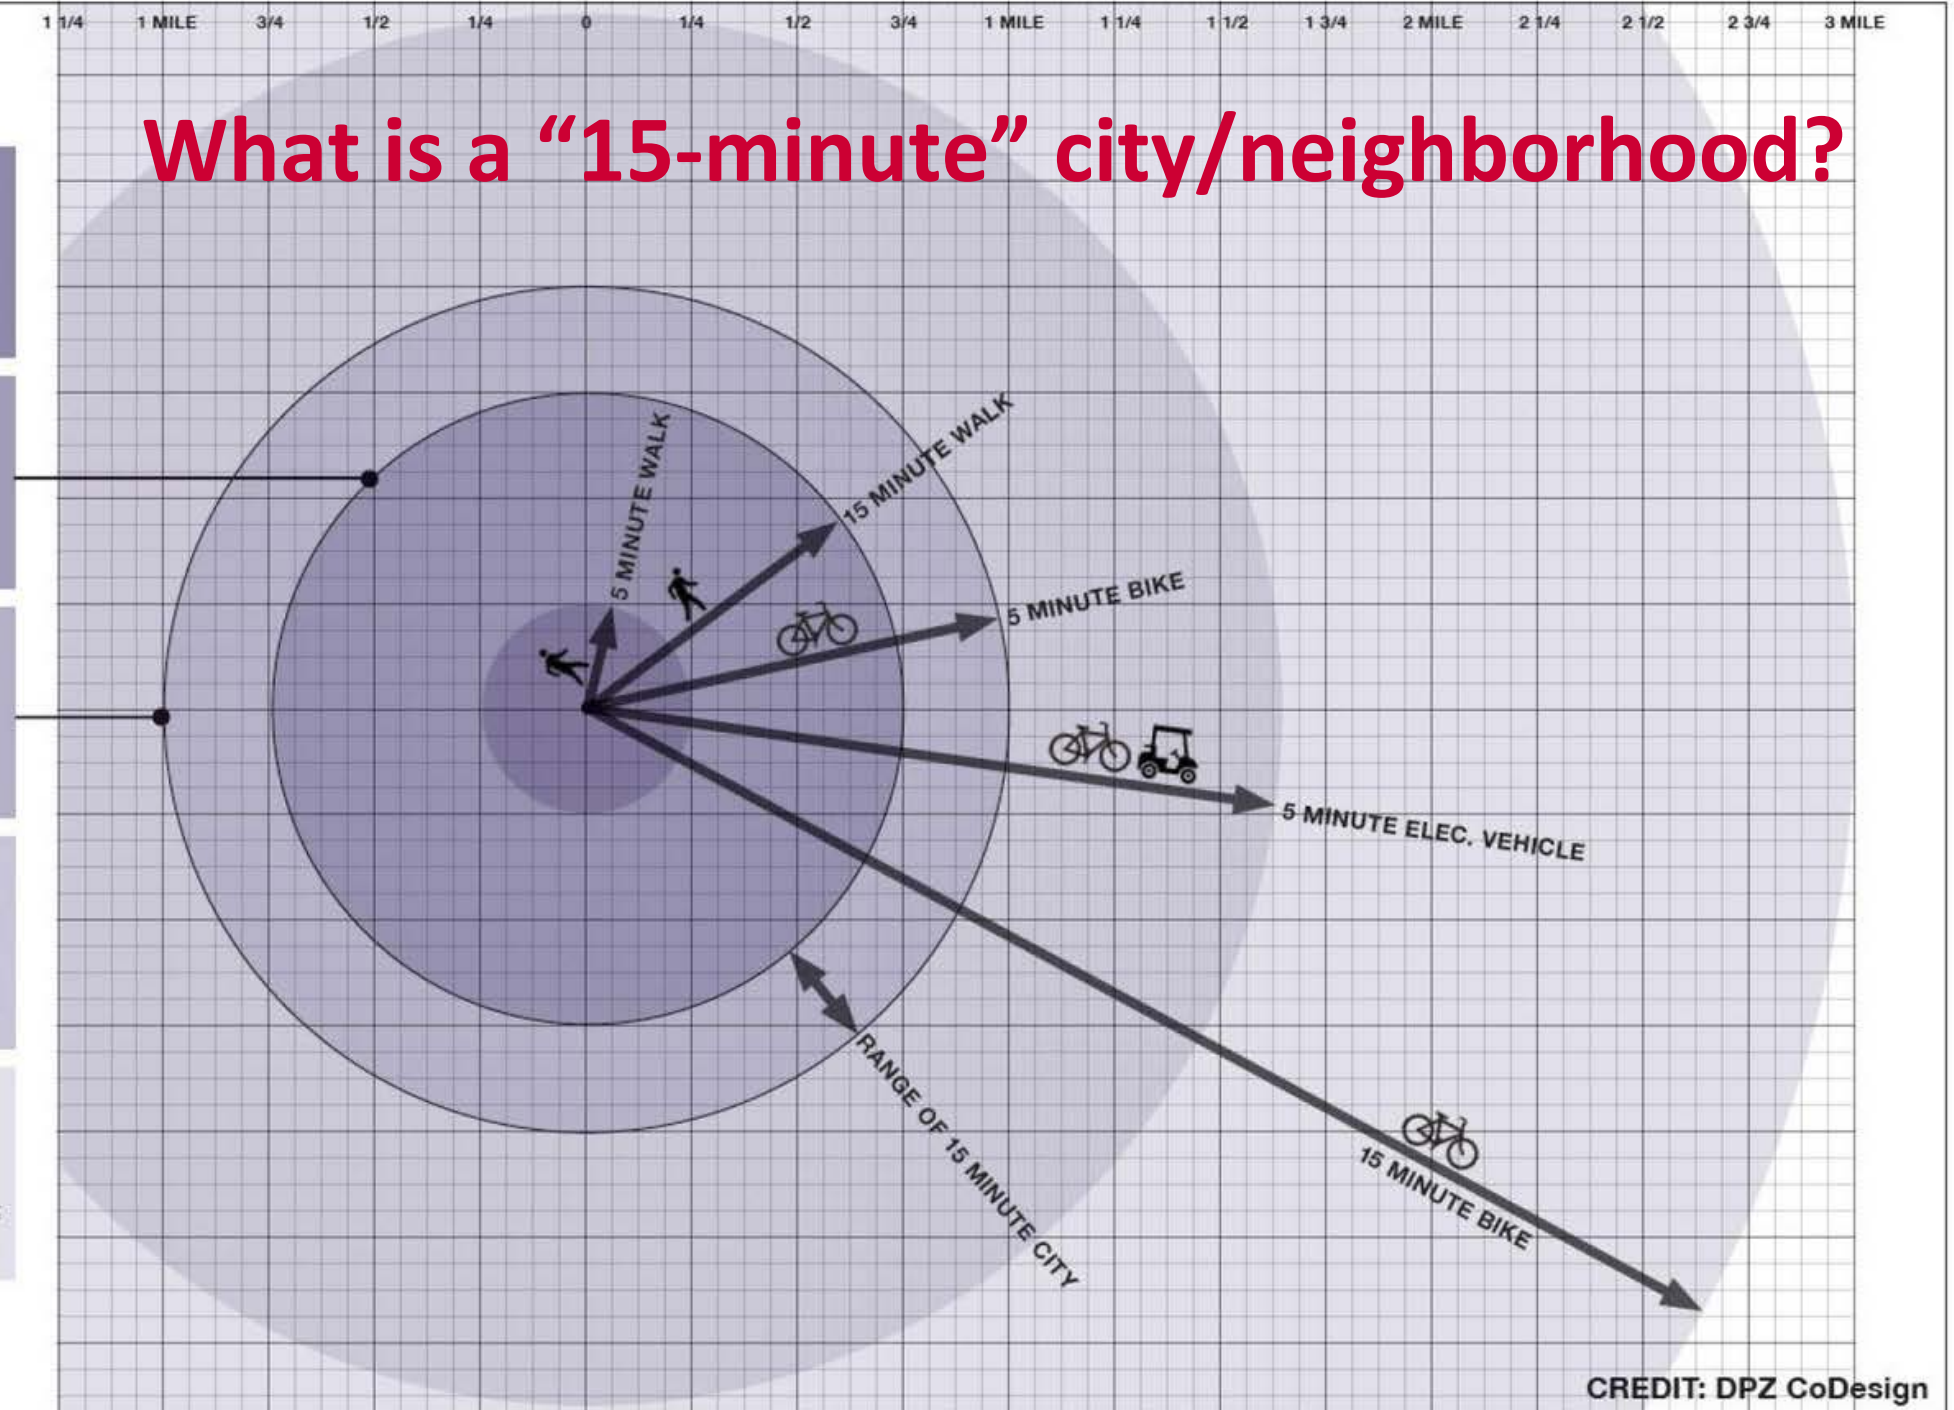 1 1/4 1 MILE 3/4 1/2 1/4 0 1/4 1/2 3/4 1 MILE 1 1/4 1 1/2 1 3/4 2 MILE 2 1/4 2 1/2 2 3/4 3 MILE
What is a “15-minute” city/neighborhood?
5 MINUTE WALK
15 MINUTE WALK
5 MINUTE BIKE
5 MINUTE ELEC. VEHICLE
RANGE OF 15 MINUTE CITY
15 MINUTE BIKE
CREDIT: DPZ CoDesign